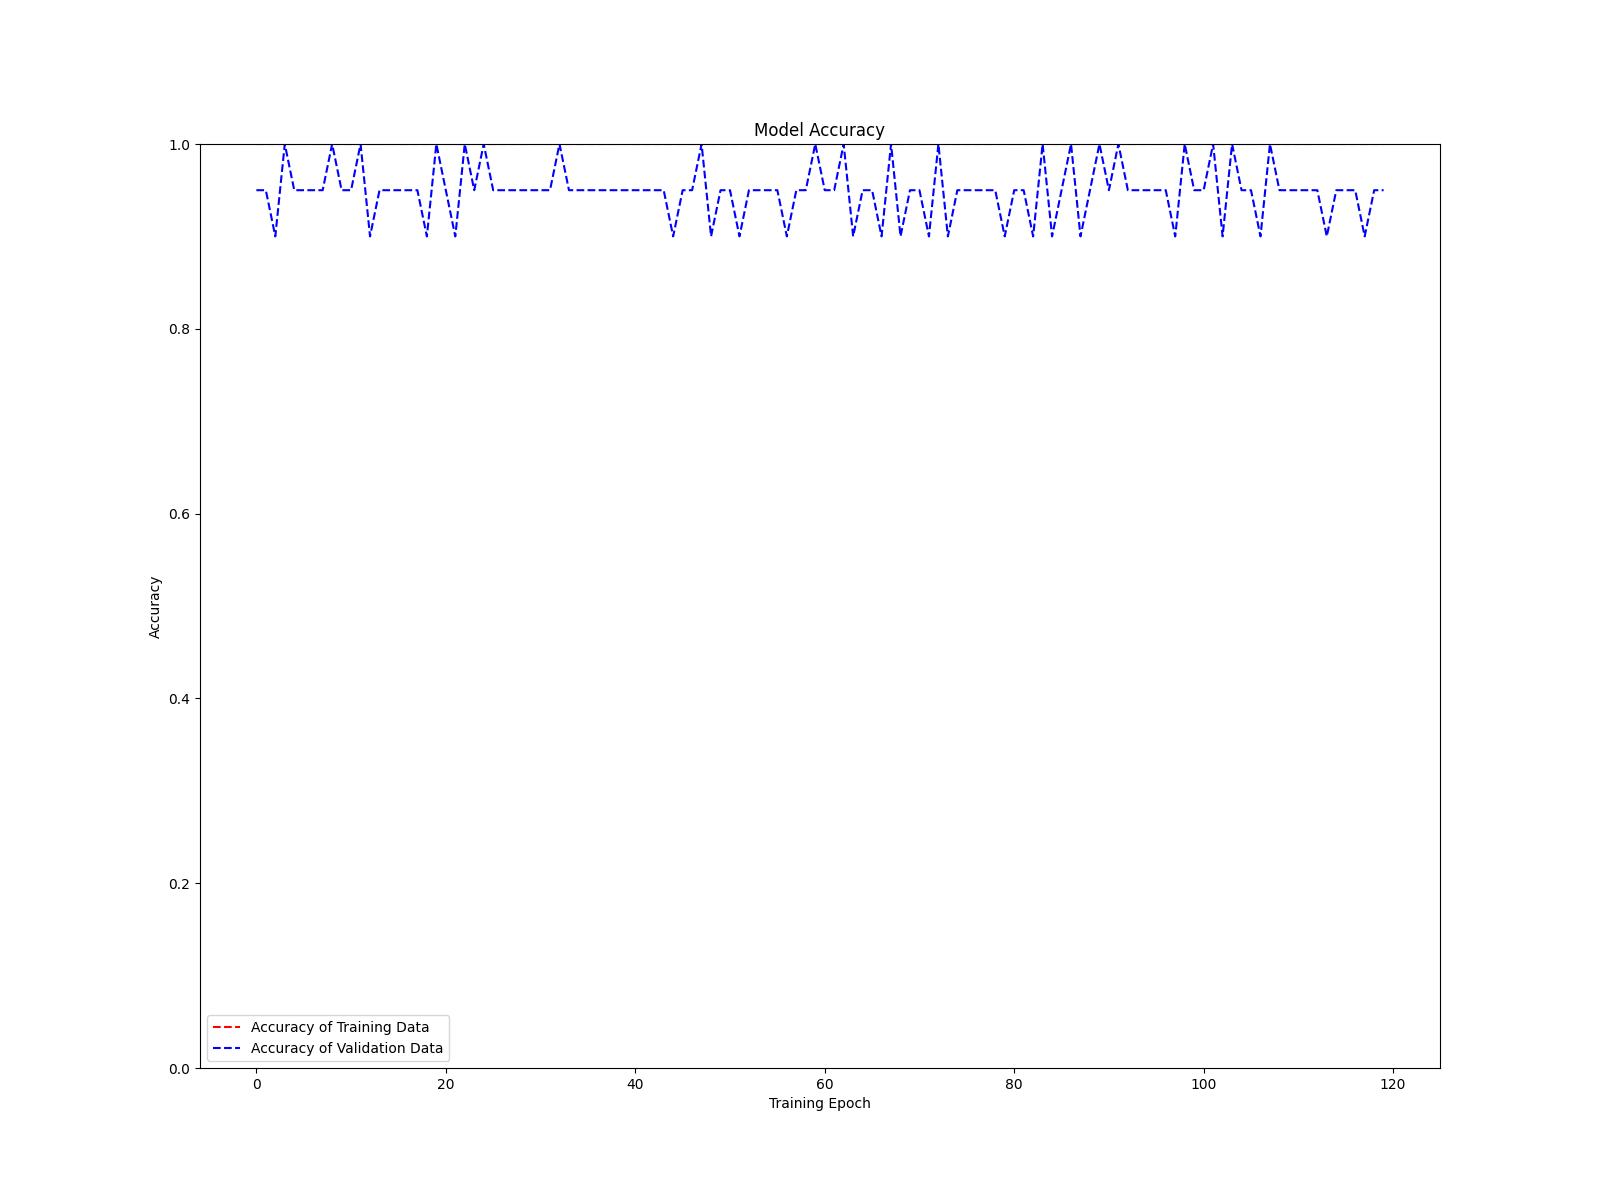 Model Accuracy
1.0
0.8
0.6
0.4
0.2
0.0
Accuracy
Accuracy of Training Data
Accuracy of Validation Data
0 20 40 60 80 100 120
Training Epoch